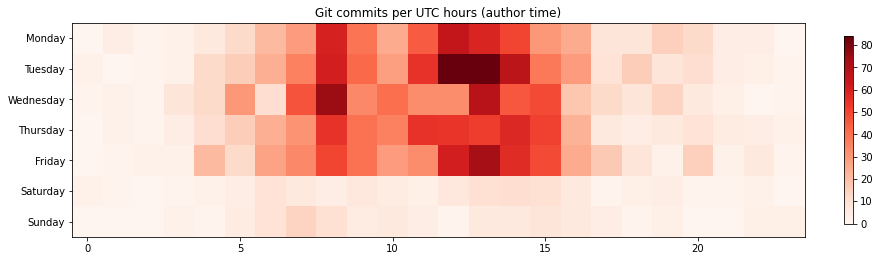 Git commits per UTC hours (author time)
Monday
Tuesday
Wednesday
Thursday
Friday
Saturday
Sunday
0 5 10 15 20
80
70
60
50
40
30
20
10
0